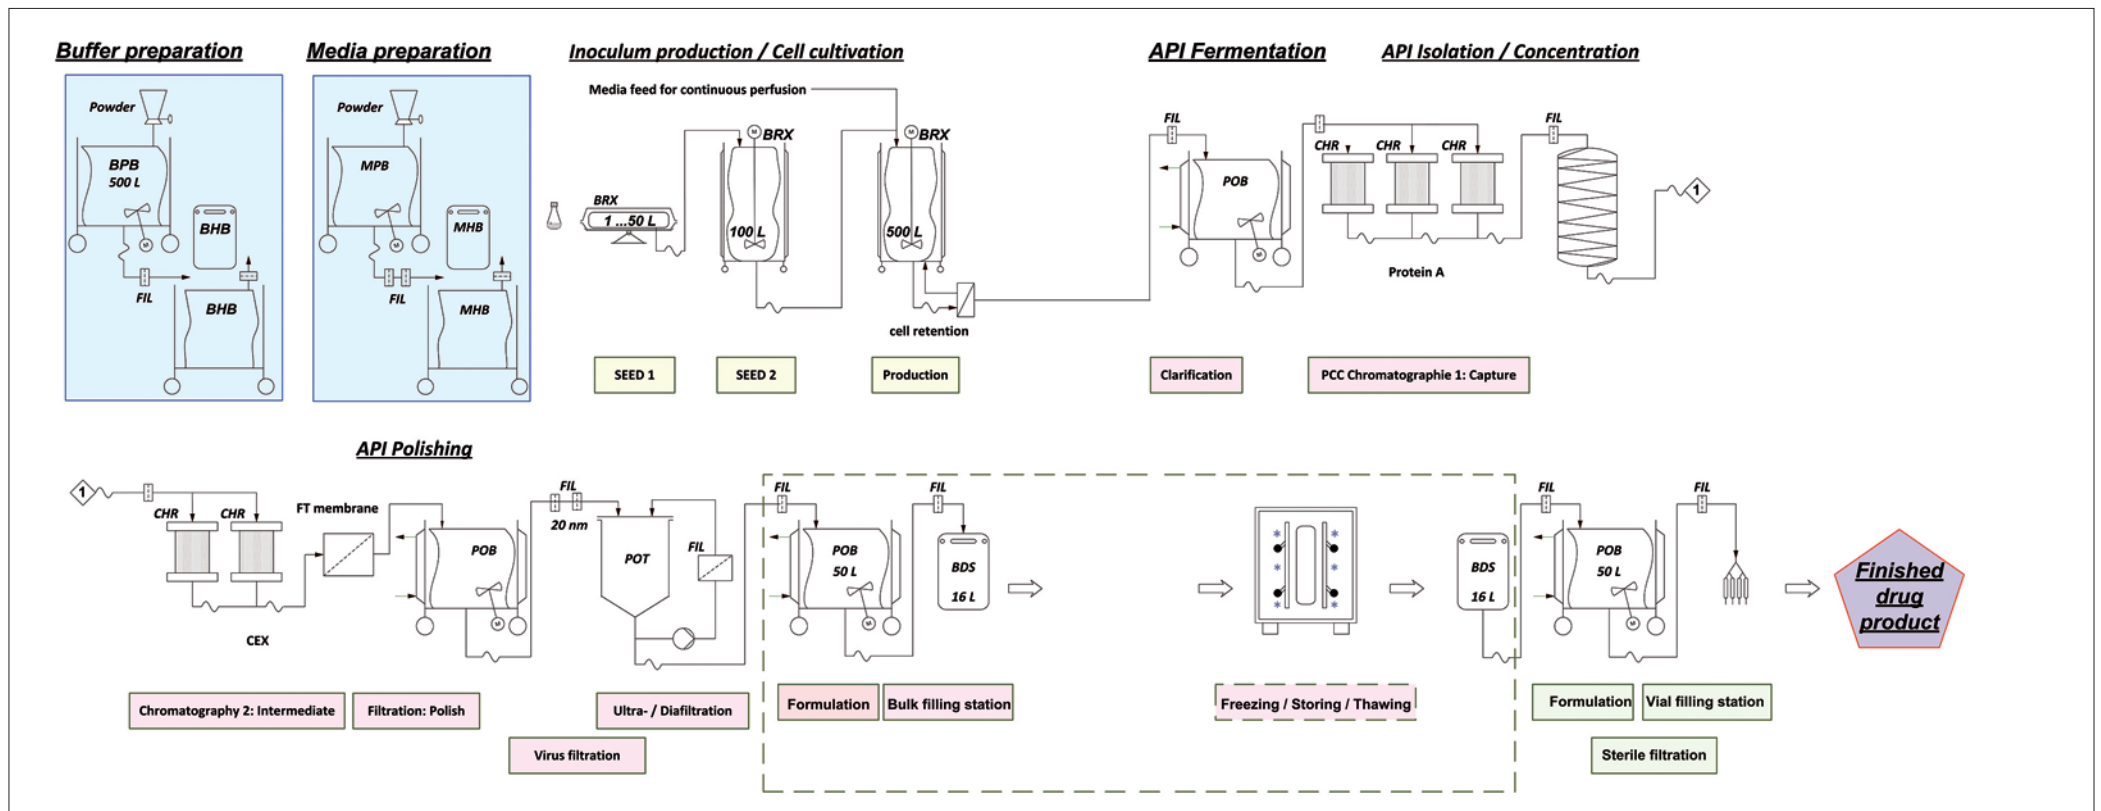 Buffer preparation
Media preparation
Inoculum production / Cell cultivation
API Fermentation
API Isolation / Concentration
Powder
BPB
500 L
BHB
FIL
BHB
M
Powder
MPB
MHB
FIL
MHB
M
Media feed for continuous perfusion
BRX
1 ...50 L
M
BRX
100 L
M
BRX
500 L
cell retention
FIL
POB
M
CHR
CHR
CHR
Protein A
FIL
1
SEED 1
SEED 2
Production
Clarification
PCC Chromatographie 1: Capture
API Polishing
1
CHR
CHR
CEX
FT membrane
POB
M
FIL
20 nm
POT
FIL
FIL
POB
50 L
M
FIL
BDS
16 L
BDS
16 L
FIL
POB
50 L
M
FIL
Finished
drug
product
Chromatography 2: Intermediate
Filtration: Polish
Ultra- / Diafiltration
Virus filtration
Formulation
Bulk filling station
Freezing / Storing / Thawing
Formulation
Vial filling station
Sterile filtration